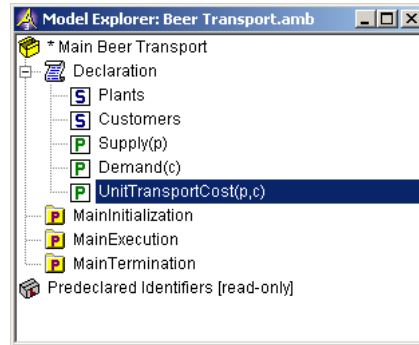 Model Explorer: Beer Transport.amb
* Main Beer Transport
Declaration
S Plants
S Customers
P Supply(p)
P Demand(c)
P UnitTransportCost(p,c)
P MainInitialization
P MainExecution
P MainTermination
Predeclared Identifiers [read-only]